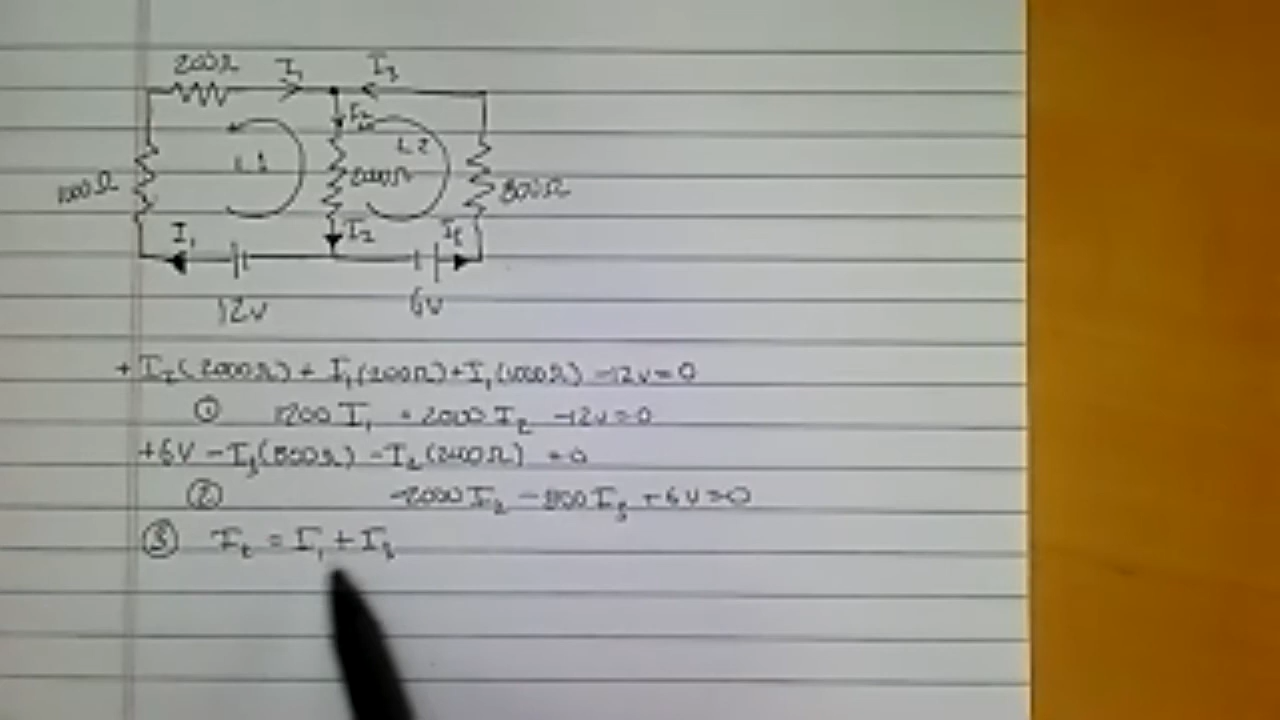 200Ω I₁ I₃
I₂
L1 L2
1000Ω 2000Ω 800Ω
I₁ I₂
12V 6V
+ I₂(2000Ω) + I₁(200Ω) + I₁(1000Ω) - 12V = 0
① 1200 I₁ + 2000 I₂ - 12V = 0
+6V - I₃(800Ω) - I₂(2000Ω) = 0
② -2000 I₂ - 800 I₃ + 6V = 0
③ I₂ = I₁ + I₃